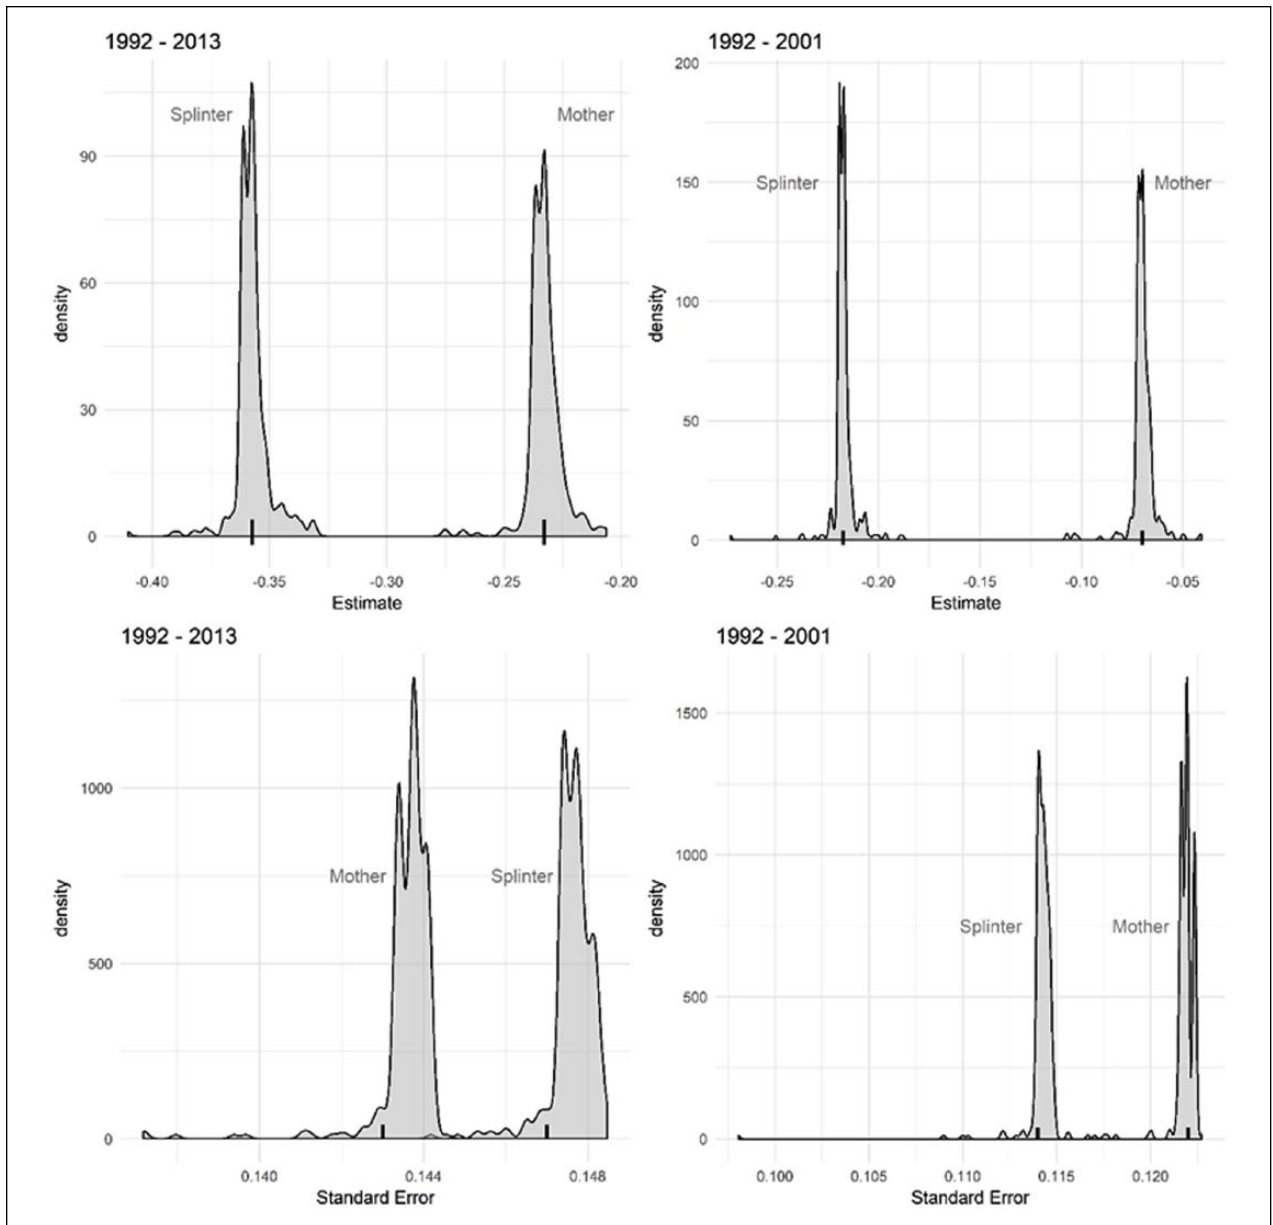 1992 - 2013
Splinter
Mother
90
60
30
0
density
-0.40 -0.35 -0.30 -0.25 -0.20
Estimate
1992 - 2001
200
Splinter
Mother
150
100
50
0
density
-0.25 -0.20 -0.15 -0.10 -0.05
Estimate
1992 - 2013
1000
Mother
Splinter
500
0
density
0.140 0.144 0.148
Standard Error
1992 - 2001
1500
1000
Splinter
Mother
500
0
density
0.100 0.105 0.110 0.115 0.120
Standard Error